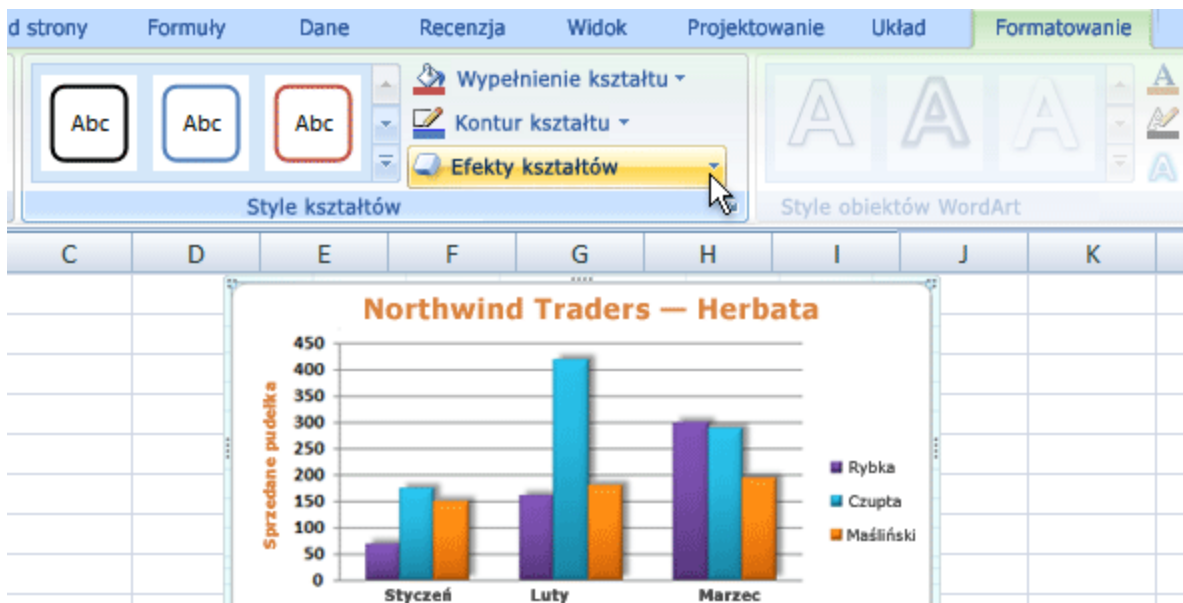 d strony Formuły Dane Recenzja Widok Projektowanie Układ Formatowanie
Abc Abc Abc
Wypełnienie kształtu
Kontur kształtu
Efekty kształtów
Style kształtów
A A A
A
A
Style obiektów WordArt
C D E F G H I J K
Northwind Traders — Herbata
Sprzedane pudełka
450
400
350
300
250
200
150
100
50
0
Styczeń Luty Marzec
Rybka
Czupta
Maśliński